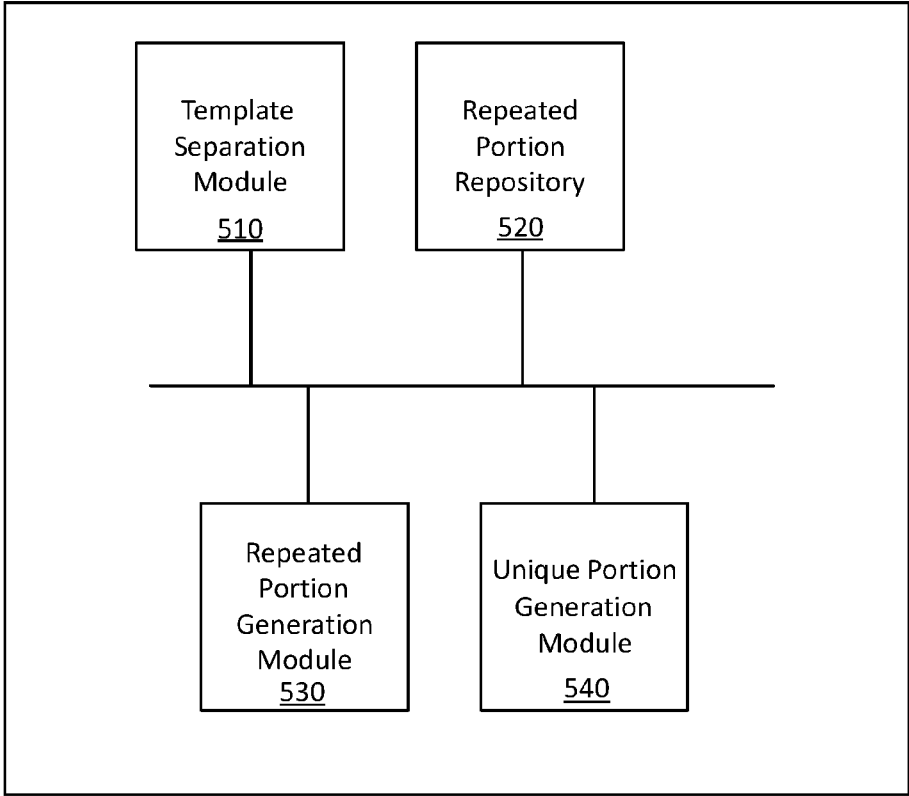 Template
Separation
Module
510
Repeated
Portion
Repository
520
Repeated
Portion
Generation
Module
530
Unique Portion
Generation
Module
540